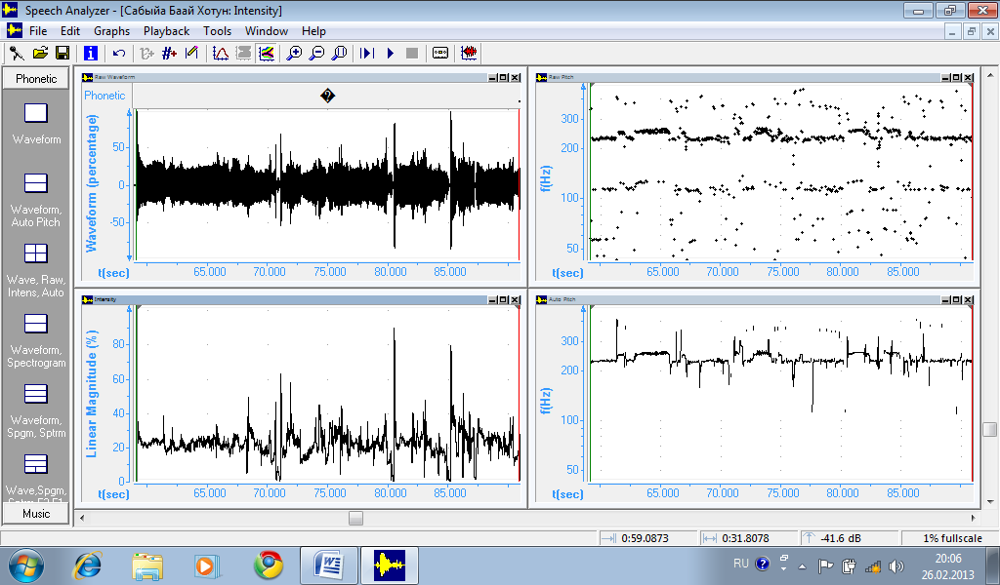 Speech Analyzer - [Сабыйа Баай Хотун: Intensity]
File Edit Graphs Playback Tools Window Help
Phonetic
Waveform
Waveform,
Auto Pitch
Wave, Raw,
Intens, Auto
Waveform,
Spectrogram
Waveform,
Spgm, Sptrm
Wave,Spgm,
Music
Raw Waveform
Phonetic
?
Waveform (percentage)
50
0
-50
t(sec)
65.000 70.000 75.000 80.000 85.000
Raw Pitch
f(Hz)
300
200
100
50
t(sec)
65.000 70.000 75.000 80.000 85.000
Intensity
Linear Magnitude (%)
80
60
40
20
0
t(sec)
65.000 70.000 75.000 80.000 85.000
Auto Pitch
f(Hz)
300
200
100
50
t(sec)
65.000 70.000 75.000 80.000 85.000
0:59.0873 0:31.8078 -41.6 dB 1% fullscale
RU
20:06
26.02.2013